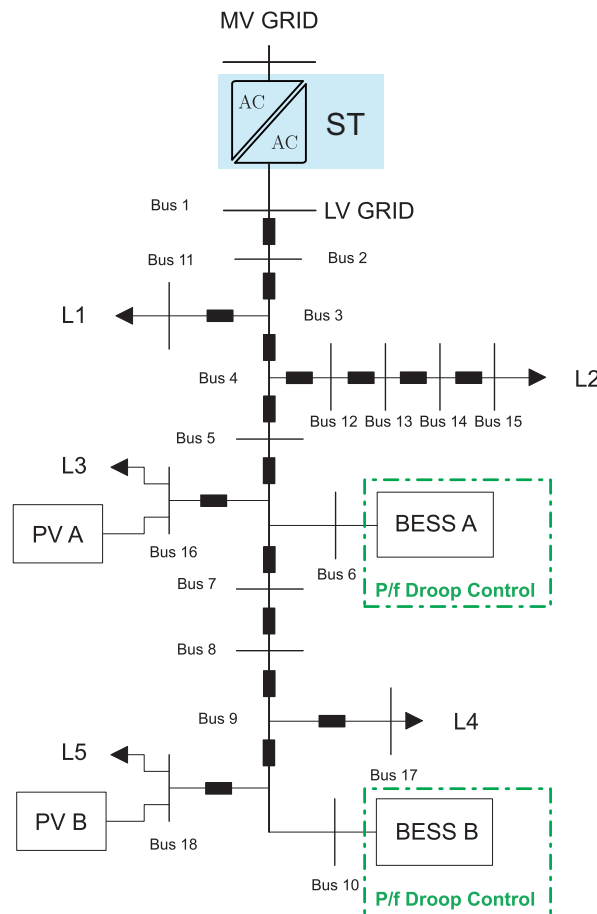 MV GRID
AC
AC
ST
Bus 1
LV GRID
Bus 2
Bus 11
L1
Bus 3
Bus 4
L2
Bus 12
Bus 13
Bus 14
Bus 15
Bus 5
L3
PV A
Bus 16
BESS A
Bus 6
P/f Droop Control
Bus 7
Bus 8
Bus 9
L4
L5
Bus 17
PV B
Bus 18
BESS B
Bus 10
P/f Droop Control